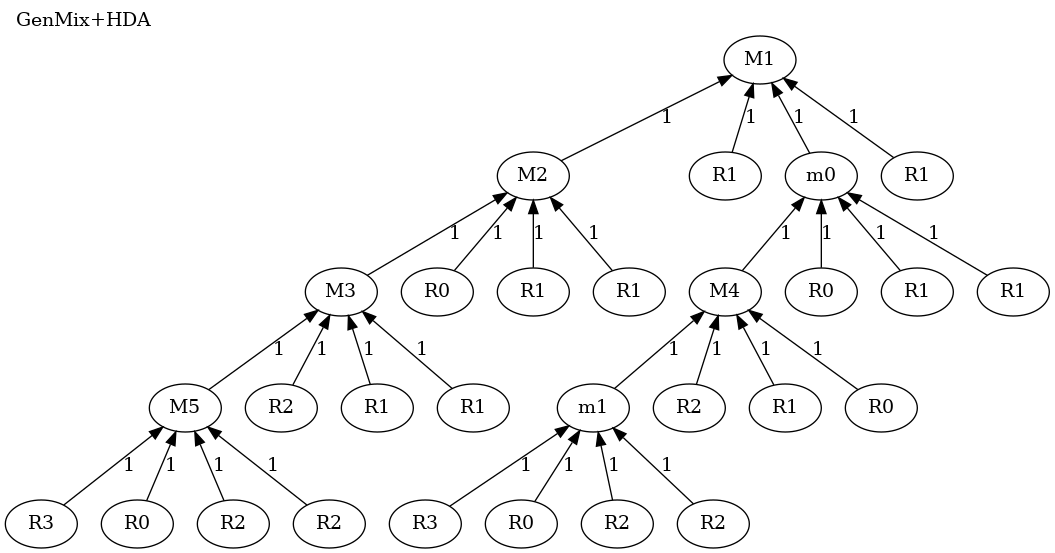 GenMix+HDA
M1
1 1 1 1
M2 R1 m0 R1
1 1 1 1 1 1 1 1
M3 R0 R1 R1 M4 R0 R1 R1
1 1 1 1 1 1 1 1
M5 R2 R1 R1 m1 R2 R1 R0
1 1 1 1 1 1 1 1
R3 R0 R2 R2 R3 R0 R2 R2